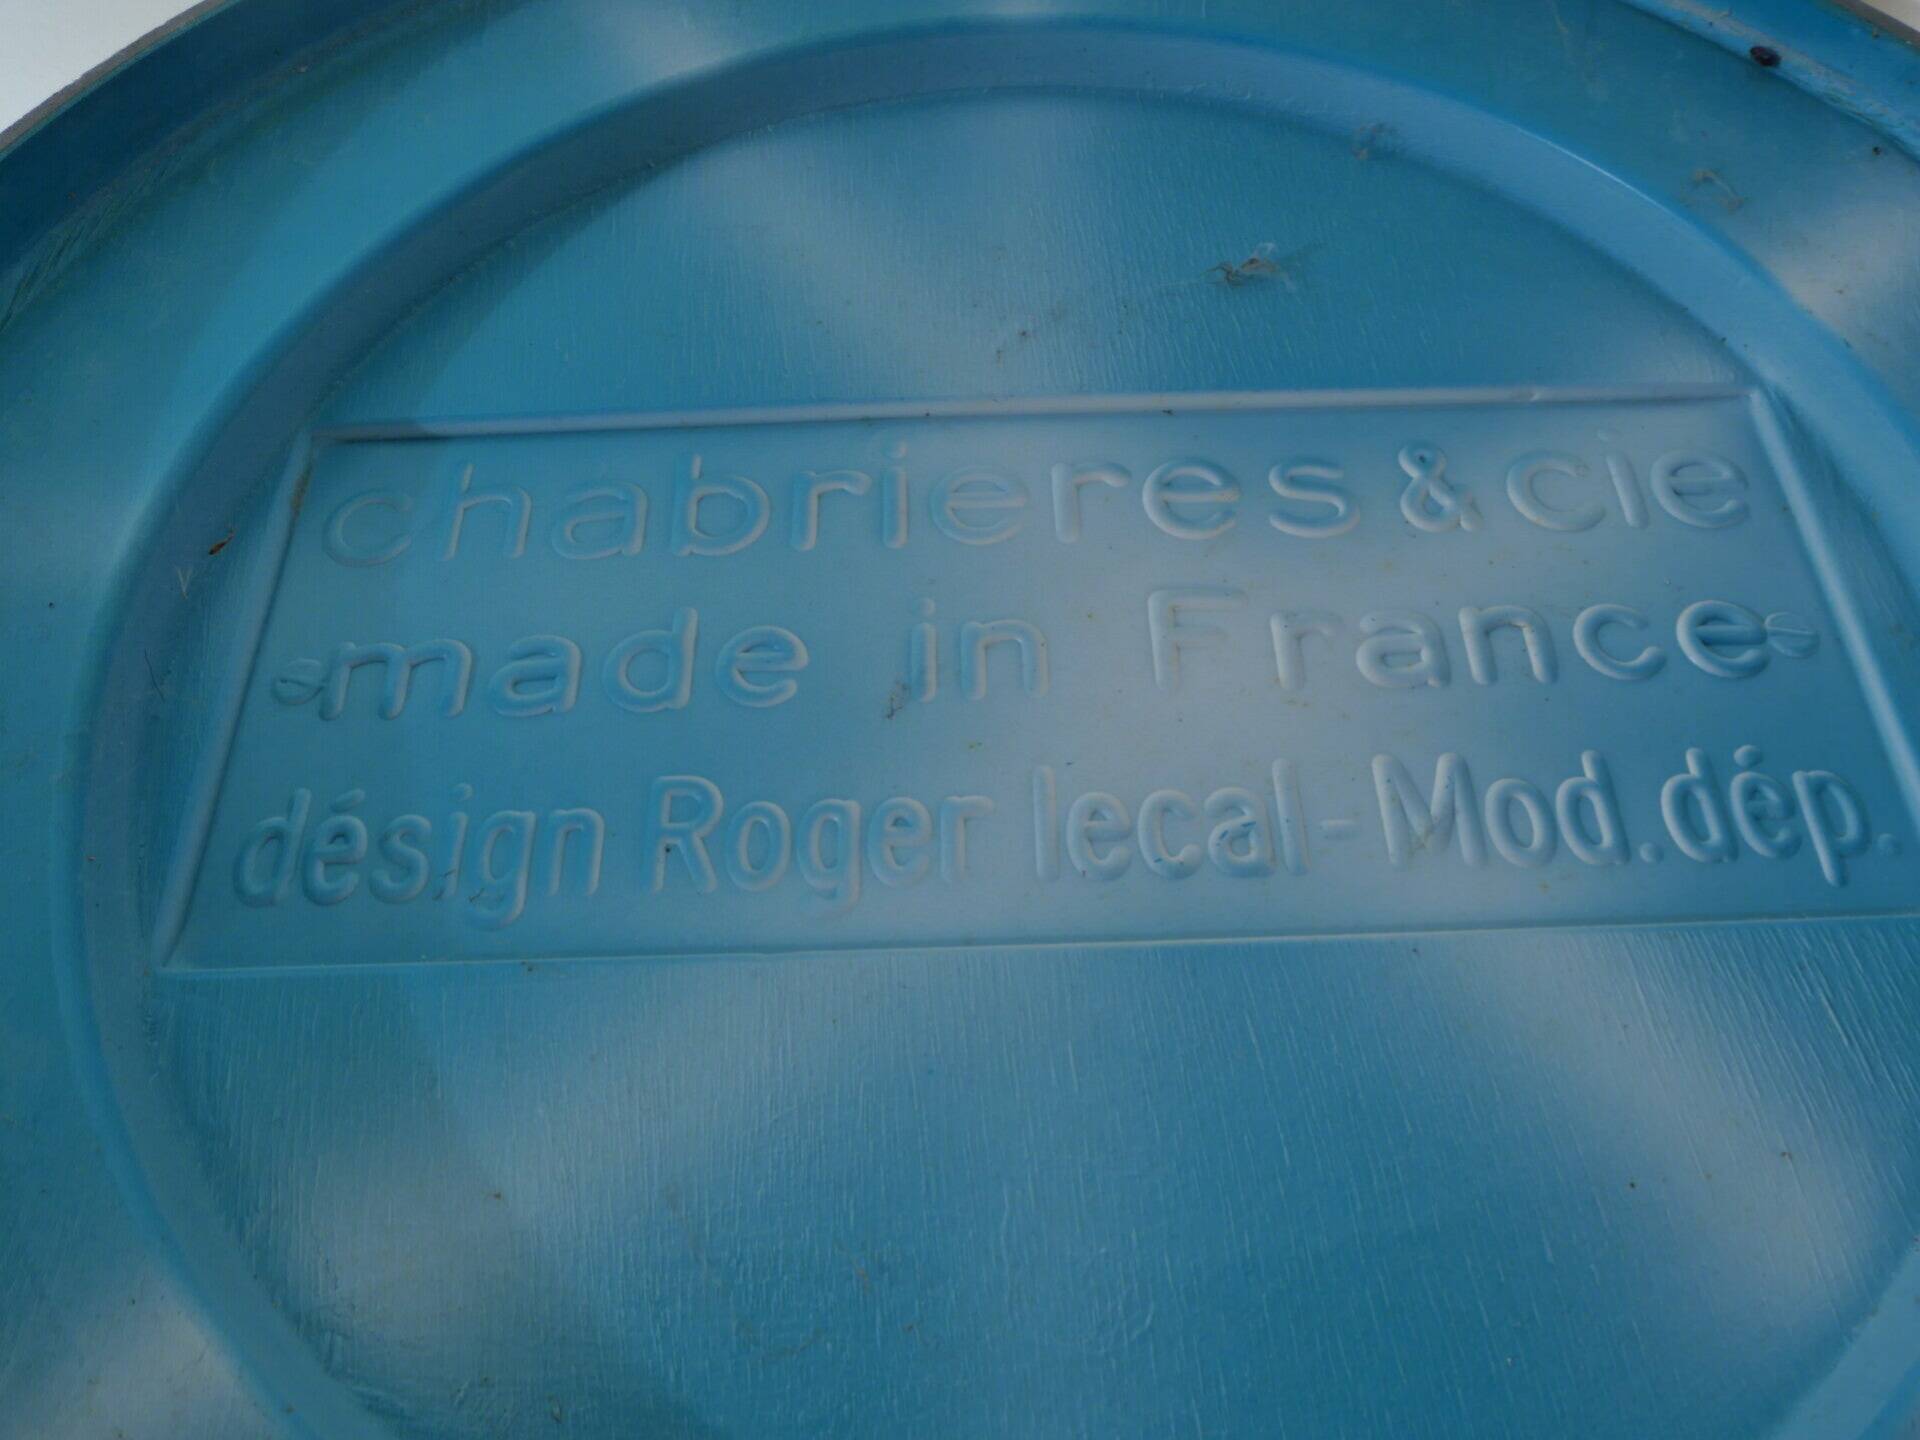 chabrieres & cie
made in France
désign Roger lecal - Mod. dép.